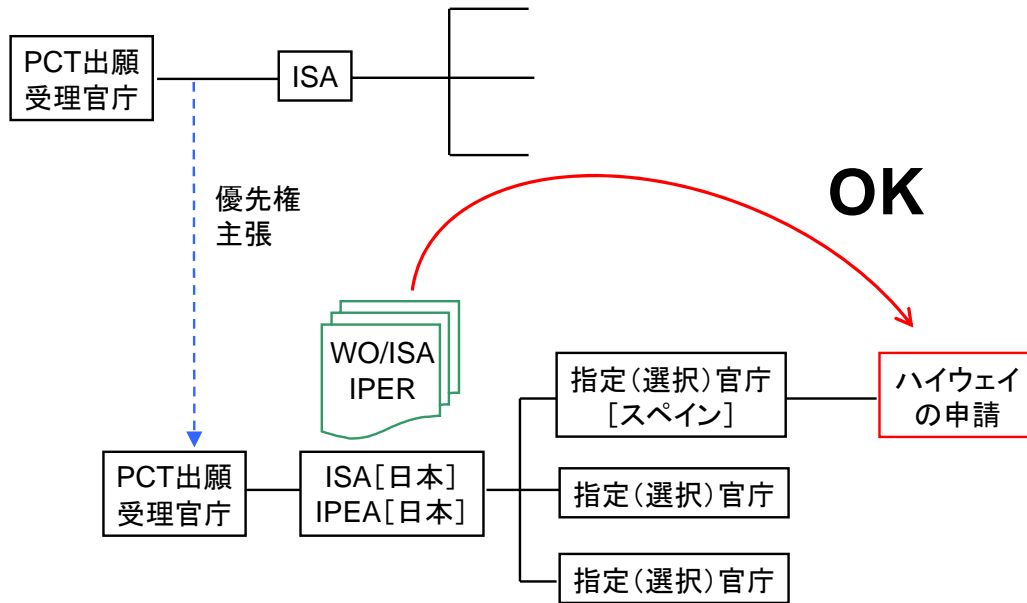 PCT出願
受理官庁
ISA
優先権
主張
OK
WO/ISA
IPER
指定(選択)官庁
[スペイン]
ハイウェイ
の申請
PCT出願
受理官庁
ISA[日本]
IPEA[日本]
指定(選択)官庁
指定(選択)官庁